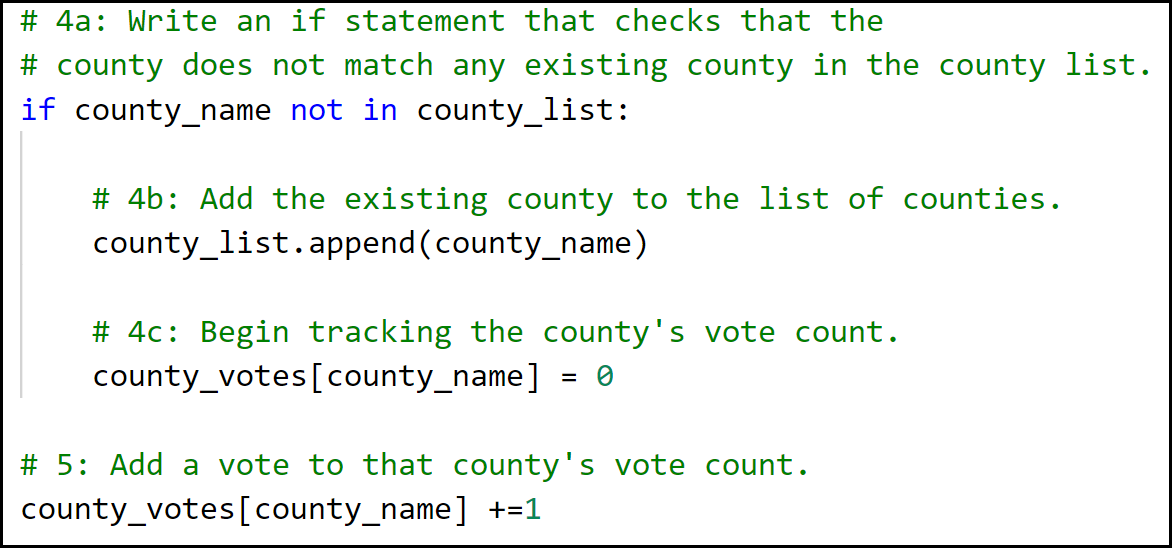 # 4a: Write an if statement that checks that the
# county does not match any existing county in the county list.
if county_name not in county_list:
# 4b: Add the existing county to the list of counties.
county_list.append(county_name)
# 4c: Begin tracking the county's vote count.
county_votes[county_name] = 0
# 5: Add a vote to that county's vote count.
county_votes[county_name] +=1